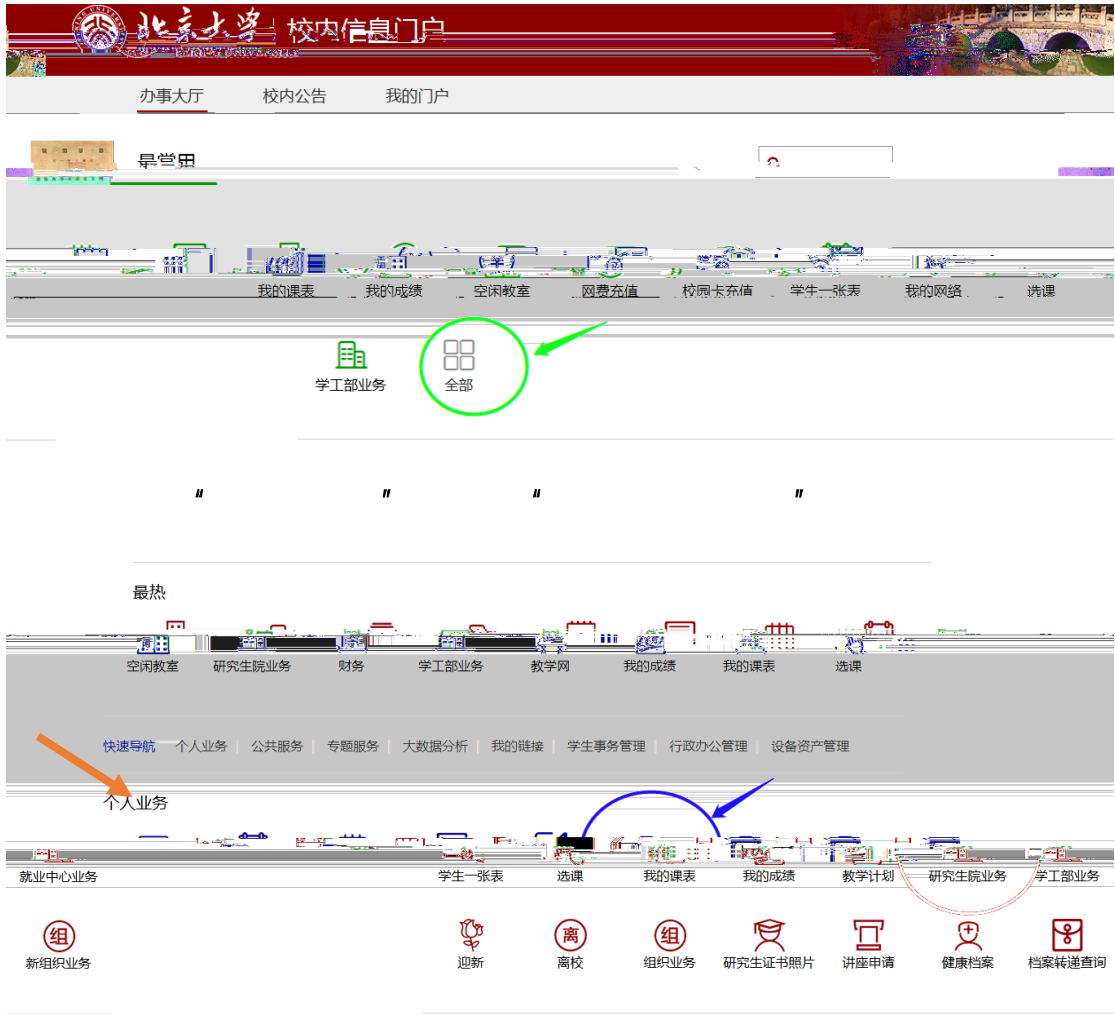 北京大学 校内信息门户
办事大厅 校内公告 我的门户
最常用
我的课表 我的成绩 空闲教室 网费充值 校园卡充值 学生一张表 我的网络 选课
学工部业务 全部
“ ” “ ”
最热
空闲教室 研究生院业务 财务 学工部业务 教学网 我的成绩 我的课表 选课
快速导航 个人业务 | 公共服务 | 专题服务 | 大数据分析 | 我的链接 | 学生事务管理 | 行政办公管理 | 设备资产管理
个人业务
就业中心业务 学生一张表 选课 我的课表 我的成绩 教学计划 研究生院业务 学工部业务
组 离 组
新组织业务 迎新 离校 组织业务 研究生证书照片 讲座申请 健康档案 档案转递查询